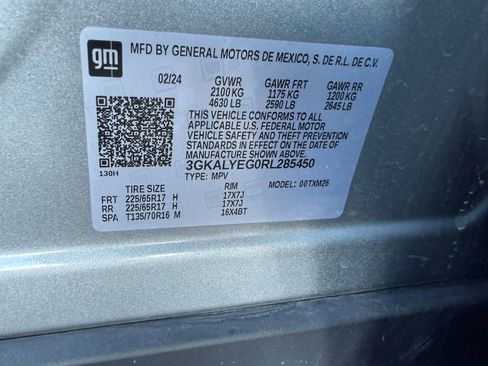 gm
MFD BY GENERAL MOTORS DE MEXICO, S. DE R.L. DE C.V.
02/24 GVWR GAWR FRT GAWR RR
2100 KG 1175 KG 1200 KG
4630 LB 2590 LB 2645 LB
THIS VEHICLE CONFORMS TO ALL
APPLICABLE U.S. FEDERAL MOTOR
VEHICLE SAFETY AND THEFT PREVENTION
STANDARDS IN EFFECT ON THE DATE OF
MANUFACTURE SHOWN ABOVE.
3GKALYEG0RL285450
130H TYPE: MPV MODEL: 00TXM26
RIM
FRT 225/65R17 H 17X7J
RR 225/65R17 H 17X7J
SPA T135/70R16 M 16X4BT